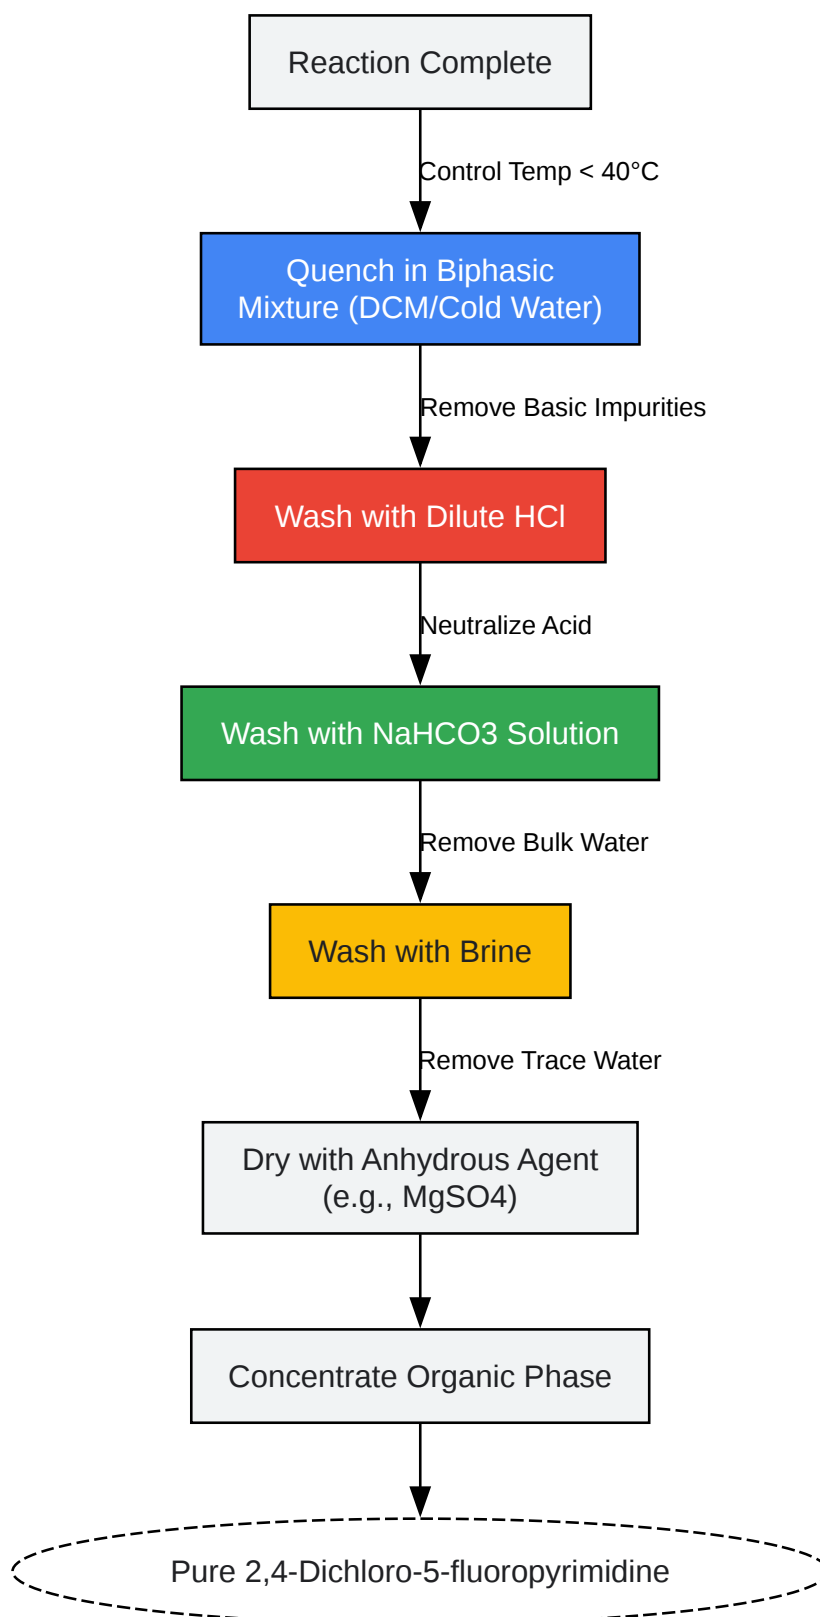 Reaction Complete
Control Temp < 40°C
Quench in Biphasic
Mixture (DCM/Cold Water)
Remove Basic Impurities
Wash with Dilute HCl
Neutralize Acid
Wash with NaHCO3 Solution
Remove Bulk Water
Wash with Brine
Remove Trace Water
Dry with Anhydrous Agent
(e.g., MgSO4)
Concentrate Organic Phase
Pure 2,4-Dichloro-5-fluoropyrimidine